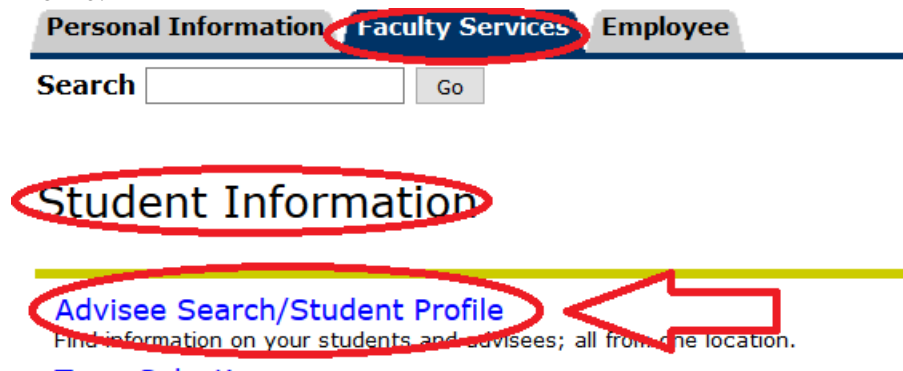 Personal Information Faculty Services Employee
Search Go
Student Information
Advisee Search/Student Profile
Find information on your students and advisees; all from one location.